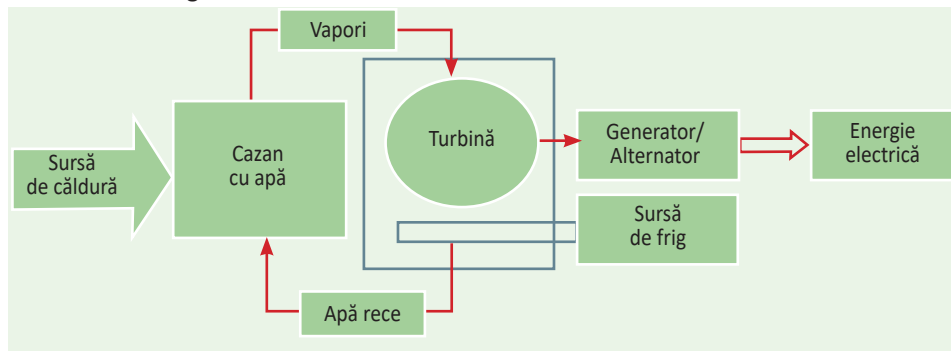 Vapori
Sursă
de căldură
Cazan
cu apă
Turbină
Generator/
Alternator
Energie
electrică
Sursă
de frig
Apă rece